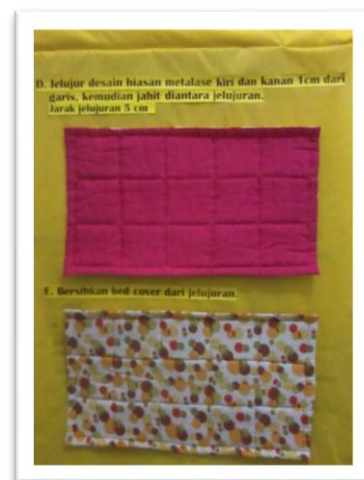 D. Jelujur desain hiasan metalase kiri dan kanan 1cm dari
garis, kemudian jahit diantara jelujuran.
Jarak jelujuran 5 cm
E. Bersihkan bed cover dari jelujuran.